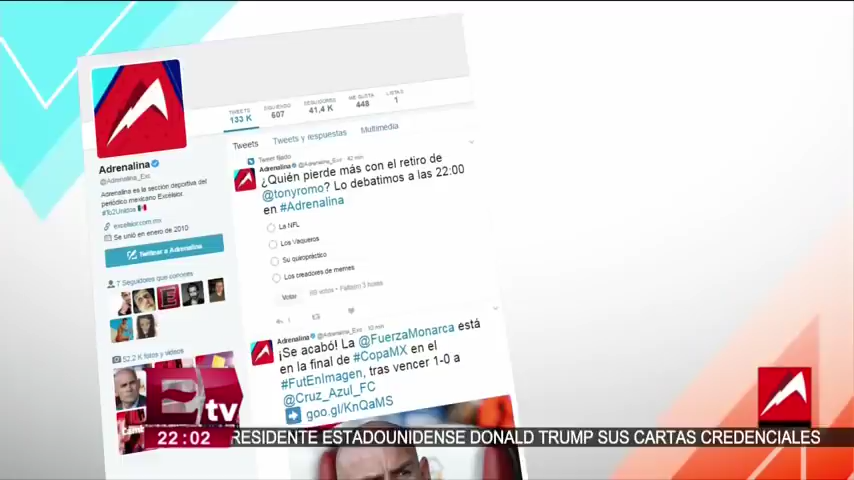 TWEETS SIGUIENDO SEGUIDORES ME GUSTA LISTAS
133 K 607 41,4 K 448 1
Tweets Tweets y respuestas Multimedia
Adrenalina
@Adrenalina_Exc
Adrenalina es la sección deportiva del
periódico mexicano Excélsior.
excelsior.com.mx
Se unió en enero de 2010
Twittear a Adrenalina
7 Seguidores que conoces
52,2 K fotos y videos
Tweet fijado
Adrenalina @Adrenalina_Exc · 42 min
¿Quién pierde más con el retiro de
@tonyromo? Lo debatimos a las 22:00
en #Adrenalina
La NFL
Los Vaqueros
Su quiropráctico
Los creadores de memes
Votar
Adrenalina @Adrenalina_Exc · 10 min
¡Se acabó! La @FuerzaMonarca está
en la final de #CopaMX en el
#FutEnImagen, tras vencer 1-0 a
@Cruz_Azul_FC
goo.gl/KnQaMS
E tv
22:02 RESIDENTE ESTADOUNIDENSE DONALD TRUMP SUS CARTAS CREDENCIALES